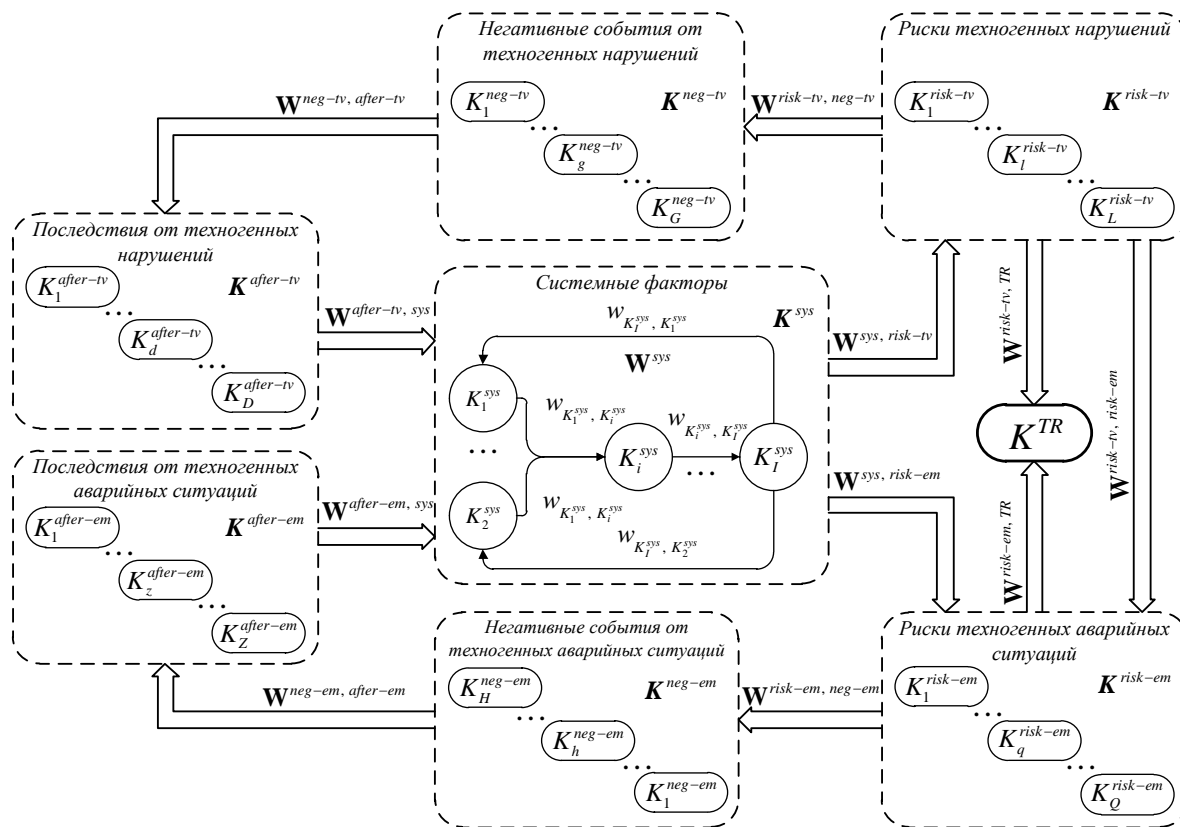 Негативные события от
техногенных нарушений
K_1^{neg-tv}
K^{neg-tv}
...
K_g^{neg-tv}
...
K_G^{neg-tv}
W^{risk-tv, neg-tv}
Риски техногенных нарушений
K_1^{risk-tv}
K^{risk-tv}
...
K_l^{risk-tv}
...
K_L^{risk-tv}
W^{neg-tv, after-tv}
Последствия от техногенных
нарушений
K_1^{after-tv}
K^{after-tv}
...
K_d^{after-tv}
...
K_D^{after-tv}
W^{after-tv, sys}
Системные факторы
K^{sys}
w_{K_I^{sys}, K_1^{sys}}
W^{sys}
K_1^{sys}
w_{K_1^{sys}, K_i^{sys}}
w_{K_i^{sys}, K_I^{sys}}
...
K_i^{sys}
...
K_I^{sys}
K_2^{sys}
w_{K_1^{sys}, K_i^{sys}}
w_{K_I^{sys}, K_2^{sys}}
W^{sys, risk-tv}
W^{risk-tv, TR}
W^{risk-tv, risk-em}
K^{TR}
W^{sys, risk-em}
W^{risk-em, TR}
Последствия от техногенных
аварийных ситуаций
K_1^{after-em}
K^{after-em}
...
K_z^{after-em}
...
K_Z^{after-em}
W^{after-em, sys}
W^{neg-em, after-em}
Негативные события от
техногенных аварийных ситуаций
K_H^{neg-em}
K^{neg-em}
...
K_h^{neg-em}
...
K_1^{neg-em}
W^{risk-em, neg-em}
Риски техногенных аварийных
ситуаций
K_1^{risk-em}
K^{risk-em}
...
K_q^{risk-em}
...
K_Q^{risk-em}